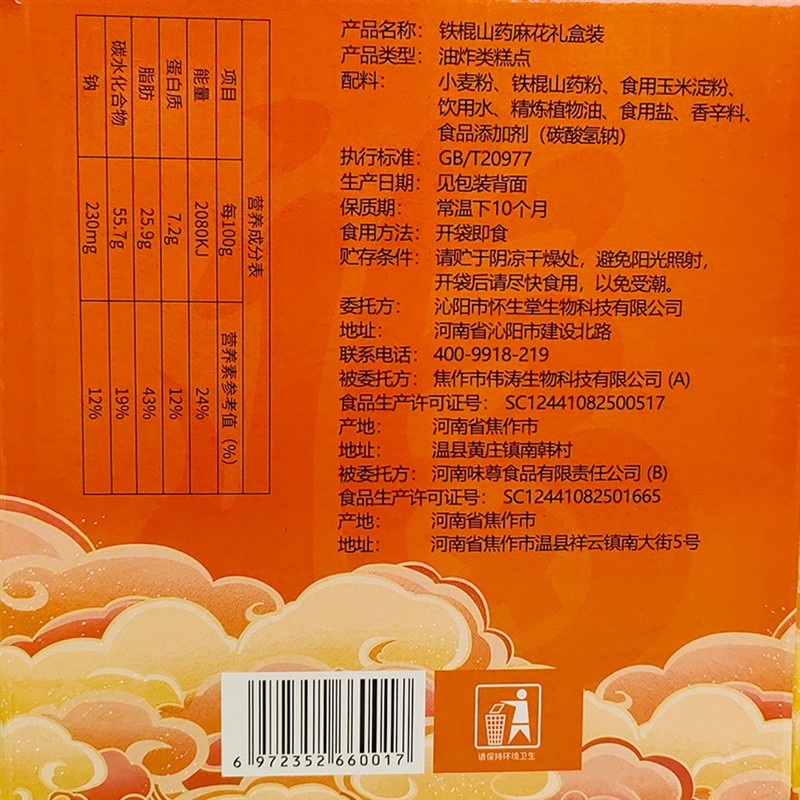 产品名称： 铁棍山药麻花礼盒装
产品类型： 油炸类糕点
配料： 小麦粉、铁棍山药粉、食用玉米淀粉、
饮用水、精炼植物油、食用盐、香辛料、
食品添加剂（碳酸氢钠）
执行标准： GB/T20977
生产日期： 见包装背面
保质期： 常温下10个月
食用方法： 开袋即食
贮存条件： 请贮于阴凉干燥处，避免阳光照射，
开袋后请尽快食用，以免受潮。
委托方： 沁阳市怀生堂生物科技有限公司
地址： 河南省沁阳市建设北路
联系电话： 400-9918-219
被委托方： 焦作市伟涛生物科技有限公司 (A)
食品生产许可证号： SC12441082500517
产地： 河南省焦作市
地址： 温县黄庄镇南韩村
被委托方： 河南味尊食品有限责任公司 (B)
食品生产许可证号： SC12441082501665
产地： 河南省焦作市
地址： 河南省焦作市温县祥云镇南大街5号
营养成分表
项目 每100g 营养素参考值（%）
能量 2080KJ 24%
蛋白质 7.2g 12%
脂肪 25.9g 43%
碳水化合物 55.7g 19%
钠 230mg 12%
6 972352 660017
请保持环境卫生